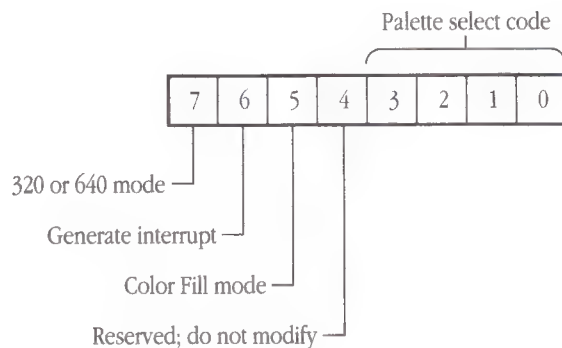 Palette select code
7 6 5 4 3 2 1 0
320 or 640 mode
Generate interrupt
Color Fill mode
Reserved; do not modify